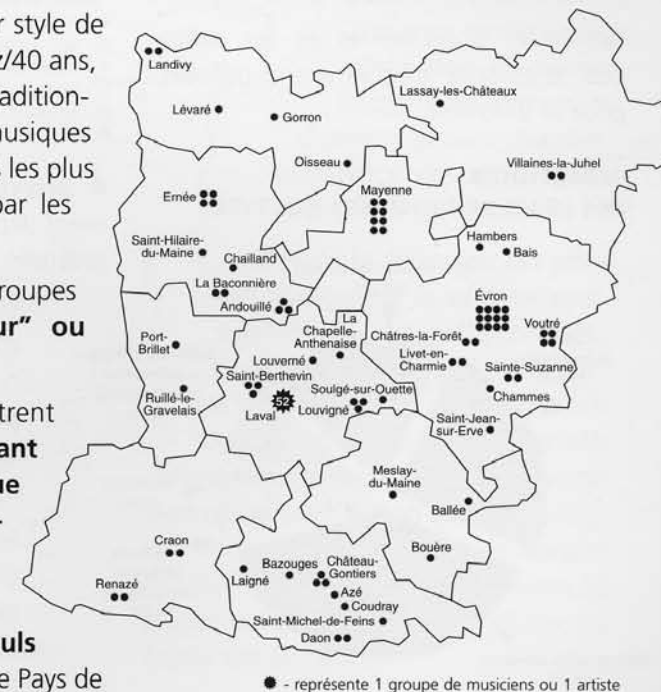 r style de
z/40 ans,
radition-
nusiques
les plus
par les
groupes
ur” ou
trent
ant
ue
uls
e Pays de
Landivy
Lévaré
Gorron
Lassay-les-Châteaux
Oisseau
Villaines-la-Juhel
Mayenne
Ernée
Saint-Hilaire-
du-Maine
Chailland
La Baconnière
Andouillé
Hambers
Bais
Évron
Voutré
Châtres-la-Forêt
Livet-en-
Charmie
Sainte-Suzanne
Chammes
Saint-Jean-
sur-Erve
Port-
Brillet
Ruillé-le-
Gravelais
La
Chapelle-
Anthenaise
Louverné
Saint-Berthevin
52
Laval
Soulgé-sur-Ouette
Louvigné
Meslay-
du-Maine
Ballée
Bouère
Craon
Renazé
Laigné
Bazouges
Château-
Gontiers
Azé
Coudray
Saint-Michel-de-Feins
Daon
- représente 1 groupe de musiciens ou 1 artiste